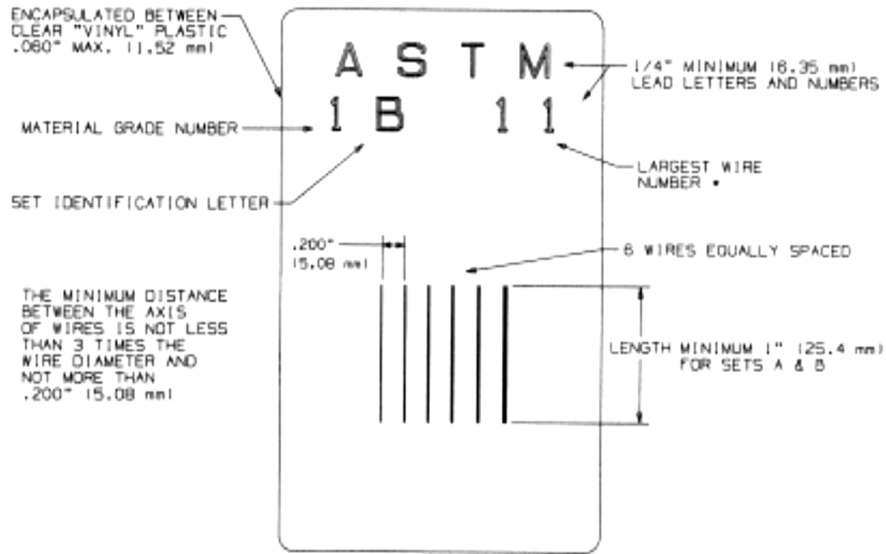 ENCAPSULATED BETWEEN
CLEAR "VINYL" PLASTIC
.060" MAX. (1.52 mm)
A S T M
1/4" MINIMUM (6.35 mm)
LEAD LETTERS AND NUMBERS
1 B 1 1
MATERIAL GRADE NUMBER
LARGEST WIRE
NUMBER •
SET IDENTIFICATION LETTER
.200"
(5.08 mm)
6 WIRES EQUALLY SPACED
THE MINIMUM DISTANCE
BETWEEN THE AXIS
OF WIRES IS NOT LESS
THAN 3 TIMES THE
WIRE DIAMETER AND
NOT MORE THAN
.200" (5.08 mm)
LENGTH MINIMUM 1" (25.4 mm)
FOR SETS A & B